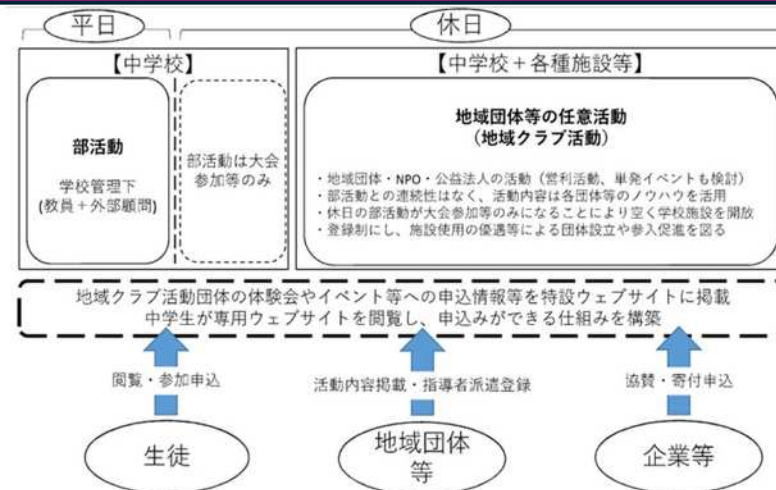 平日
休日
【中学校】
【中学校＋各種施設等】
部活動
学校管理下
(教員＋外部顧問)
部活動は大会
参加等のみ
地域団体等の任意活動
（地域クラブ活動）
・地域団体・NPO・公益法人の活動（営利活動、単発イベントも検討）
・部活動との連続性はなく、活動内容は各団体等のノウハウを活用
・休日の部活動が大会参加等のみになることにより空く学校施設を開放
・登録制にし、施設使用の優遇等による団体設立や参入促進を図る
地域クラブ活動団体の体験会やイベント等への申込情報等を特設ウェブサイトに掲載
中学生が専用ウェブサイトを閲覧し、申込みができる仕組みを構築
閲覧・参加申込
活動内容掲載・指導者派遣登録
協賛・寄付申込
生徒
地域団体
等
企業等